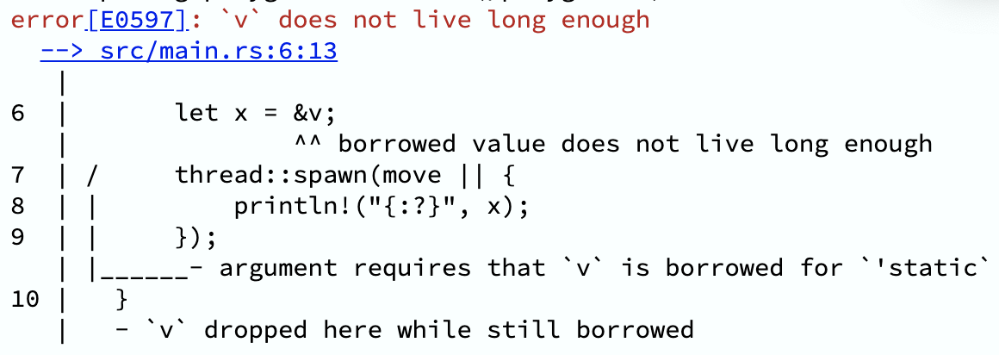 error[E0597]: `v` does not live long enough
  --> src/main.rs:6:13
   |
6  |       let x = &v;
   |               ^^ borrowed value does not live long enough
7  | /     thread::spawn(move || {
8  | |         println!("{:?}", x);
9  | |     });
   | |______- argument requires that `v` is borrowed for `'static`
10 |   }
   |   - `v` dropped here while still borrowed